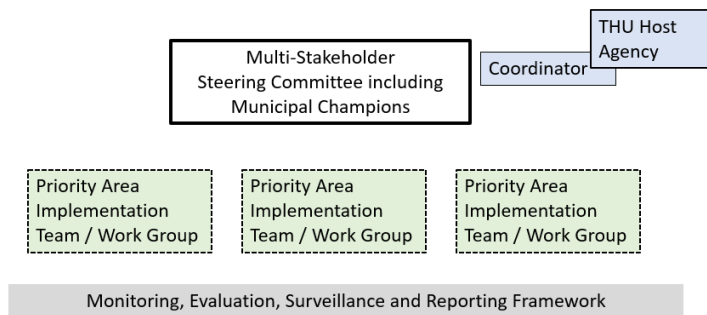 THU Host
Agency
Coordinator
Multi-Stakeholder
Steering Committee including
Municipal Champions
Priority Area
Implementation
Team / Work Group
Priority Area
Implementation
Team / Work Group
Priority Area
Implementation
Team / Work Group
Monitoring, Evaluation, Surveillance and Reporting Framework